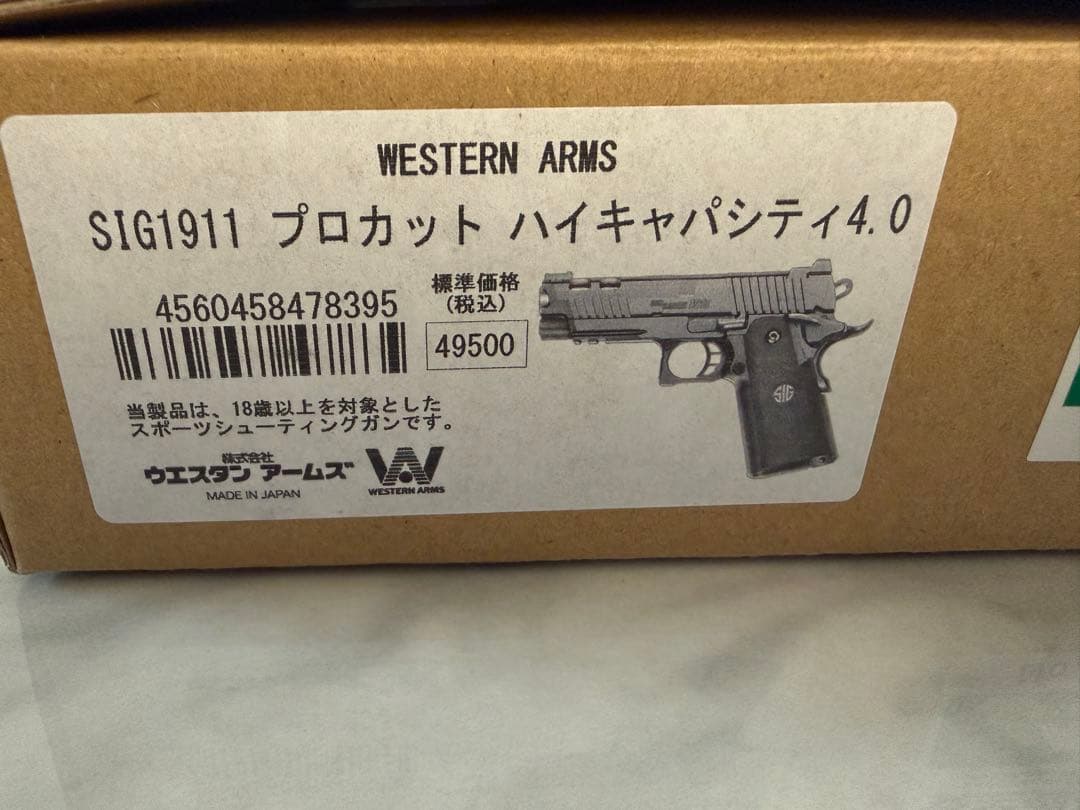 WESTERN ARMS
SIG1911 プロカット ハイキャパシティ4.0
4560458478395
標準価格
(税込)
49500
SIG
当製品は、18歳以上を対象とした
スポーツシューティングガンです。
株式会社
ウエスタン アームズ
MADE IN JAPAN
WESTERN ARMS